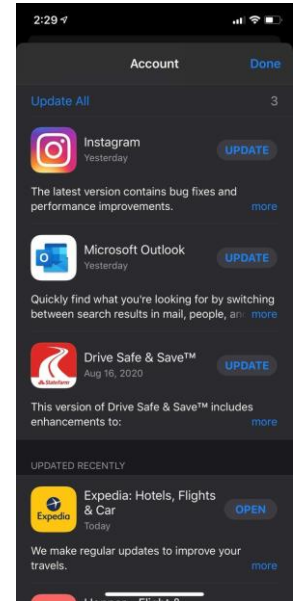 2:29
Account
Done
Update All
3
Instagram
Yesterday
UPDATE
The latest version contains bug fixes and
performance improvements.
more
Microsoft Outlook
Yesterday
UPDATE
Quickly find what you're looking for by switching
between search results in mail, people, an
more
StateFarm
Drive Safe & Save™
Aug 16, 2020
UPDATE
This version of Drive Safe & Save™ includes
enhancements to:
more
UPDATED RECENTLY
Expedia
Expedia: Hotels, Flights
& Car
Today
OPEN
We make regular updates to improve your
travels.
more